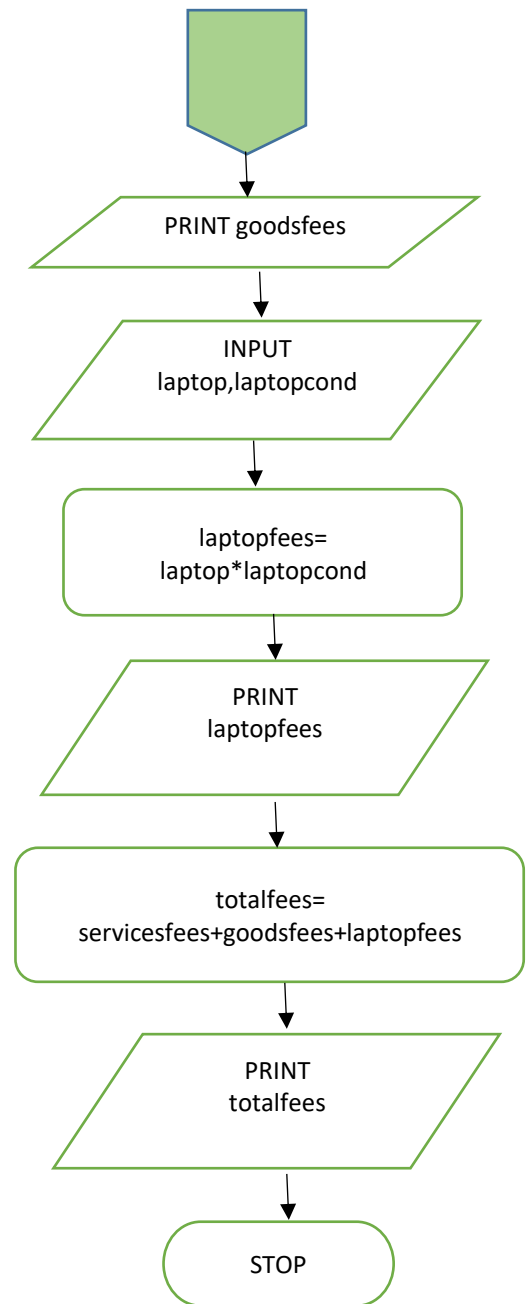 PRINT goodsfees
INPUT
laptop,laptopcond
laptopfees=
laptop*laptopcond
PRINT
laptopfees
totalfees=
servicesfees+goodsfees+laptopfees
PRINT
totalfees
STOP